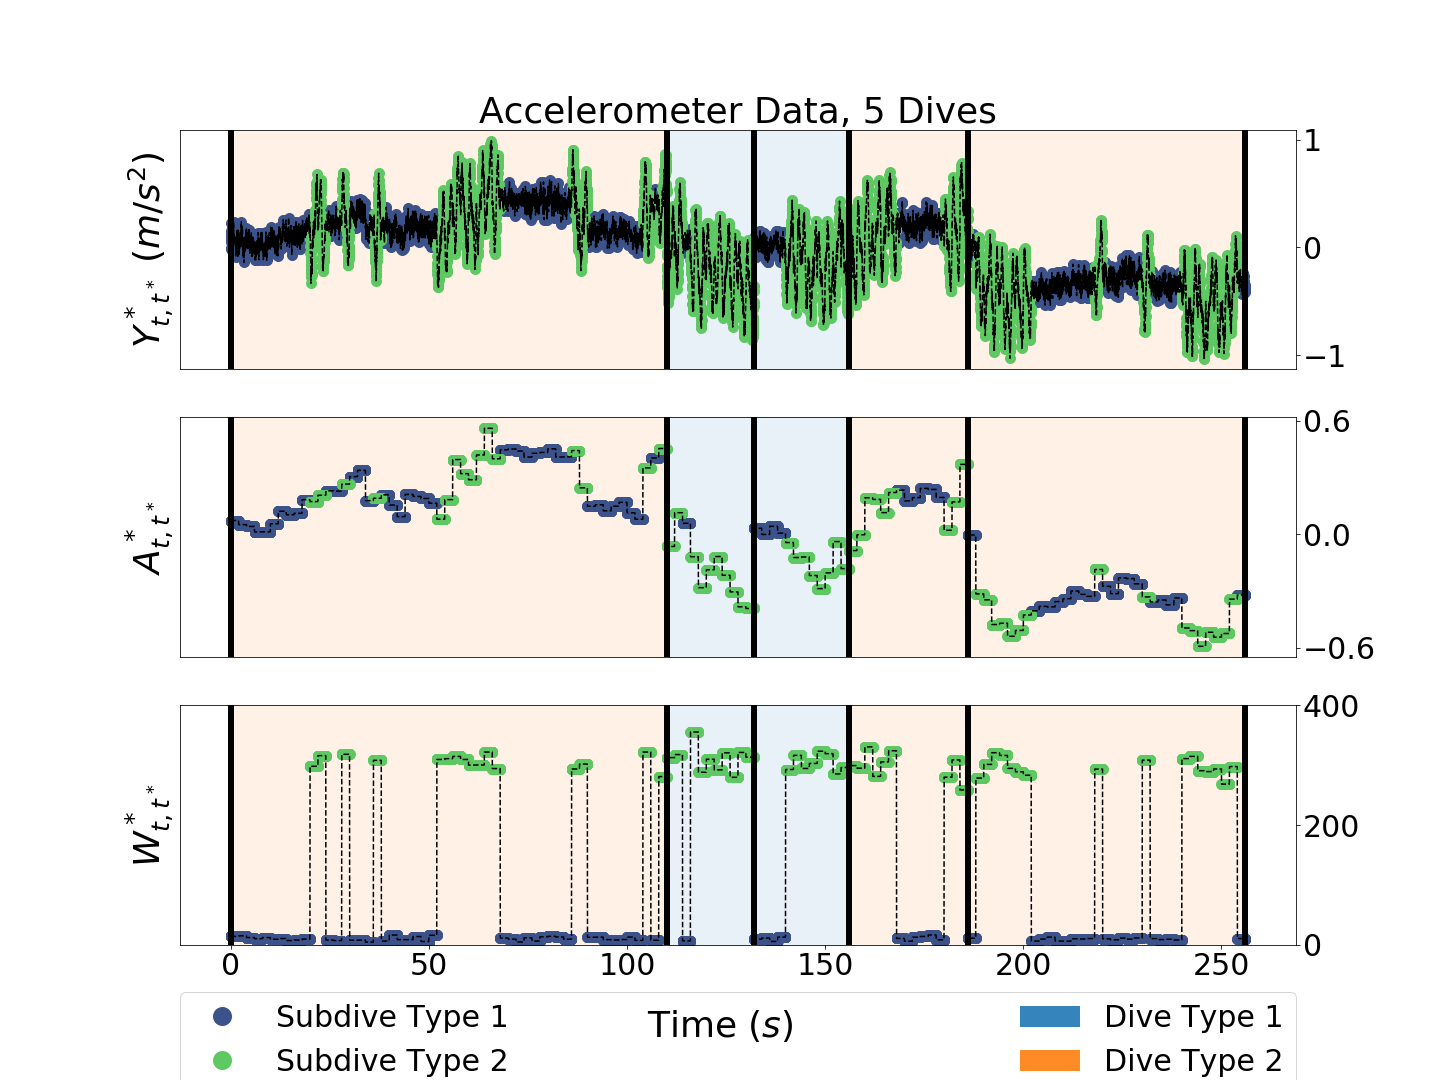 Accelerometer Data, 5 Dives
Y*t,t* (m/s²)
1
0
−1
A*t,t*
0.6
0.0
−0.6
W*t,t*
400
200
0
0 50 100 150 200 250
Time (s)
Subdive Type 1
Subdive Type 2
Dive Type 1
Dive Type 2